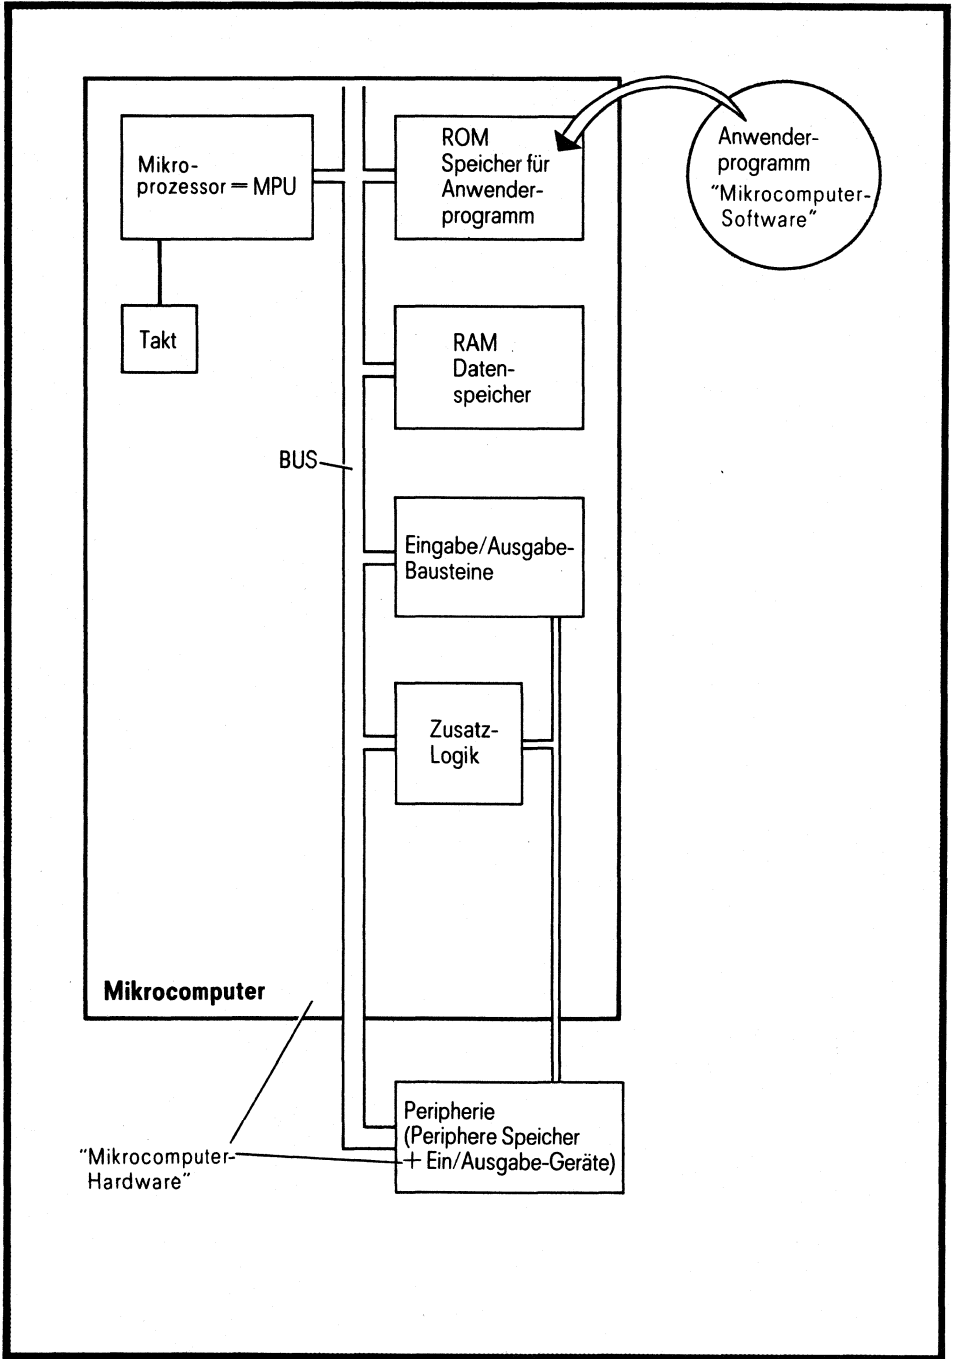 Mikro-
prozessor = MPU
Takt
ROM
Speicher für
Anwender-
programm
Anwender-
programm
"Mikrocomputer-
Software"
RAM
Daten-
speicher
BUS
Eingabe/Ausgabe-
Bausteine
Zusatz-
Logik
Mikrocomputer
"Mikrocomputer-
Hardware"
Peripherie
(Periphere Speicher
+ Ein/Ausgabe-Geräte)